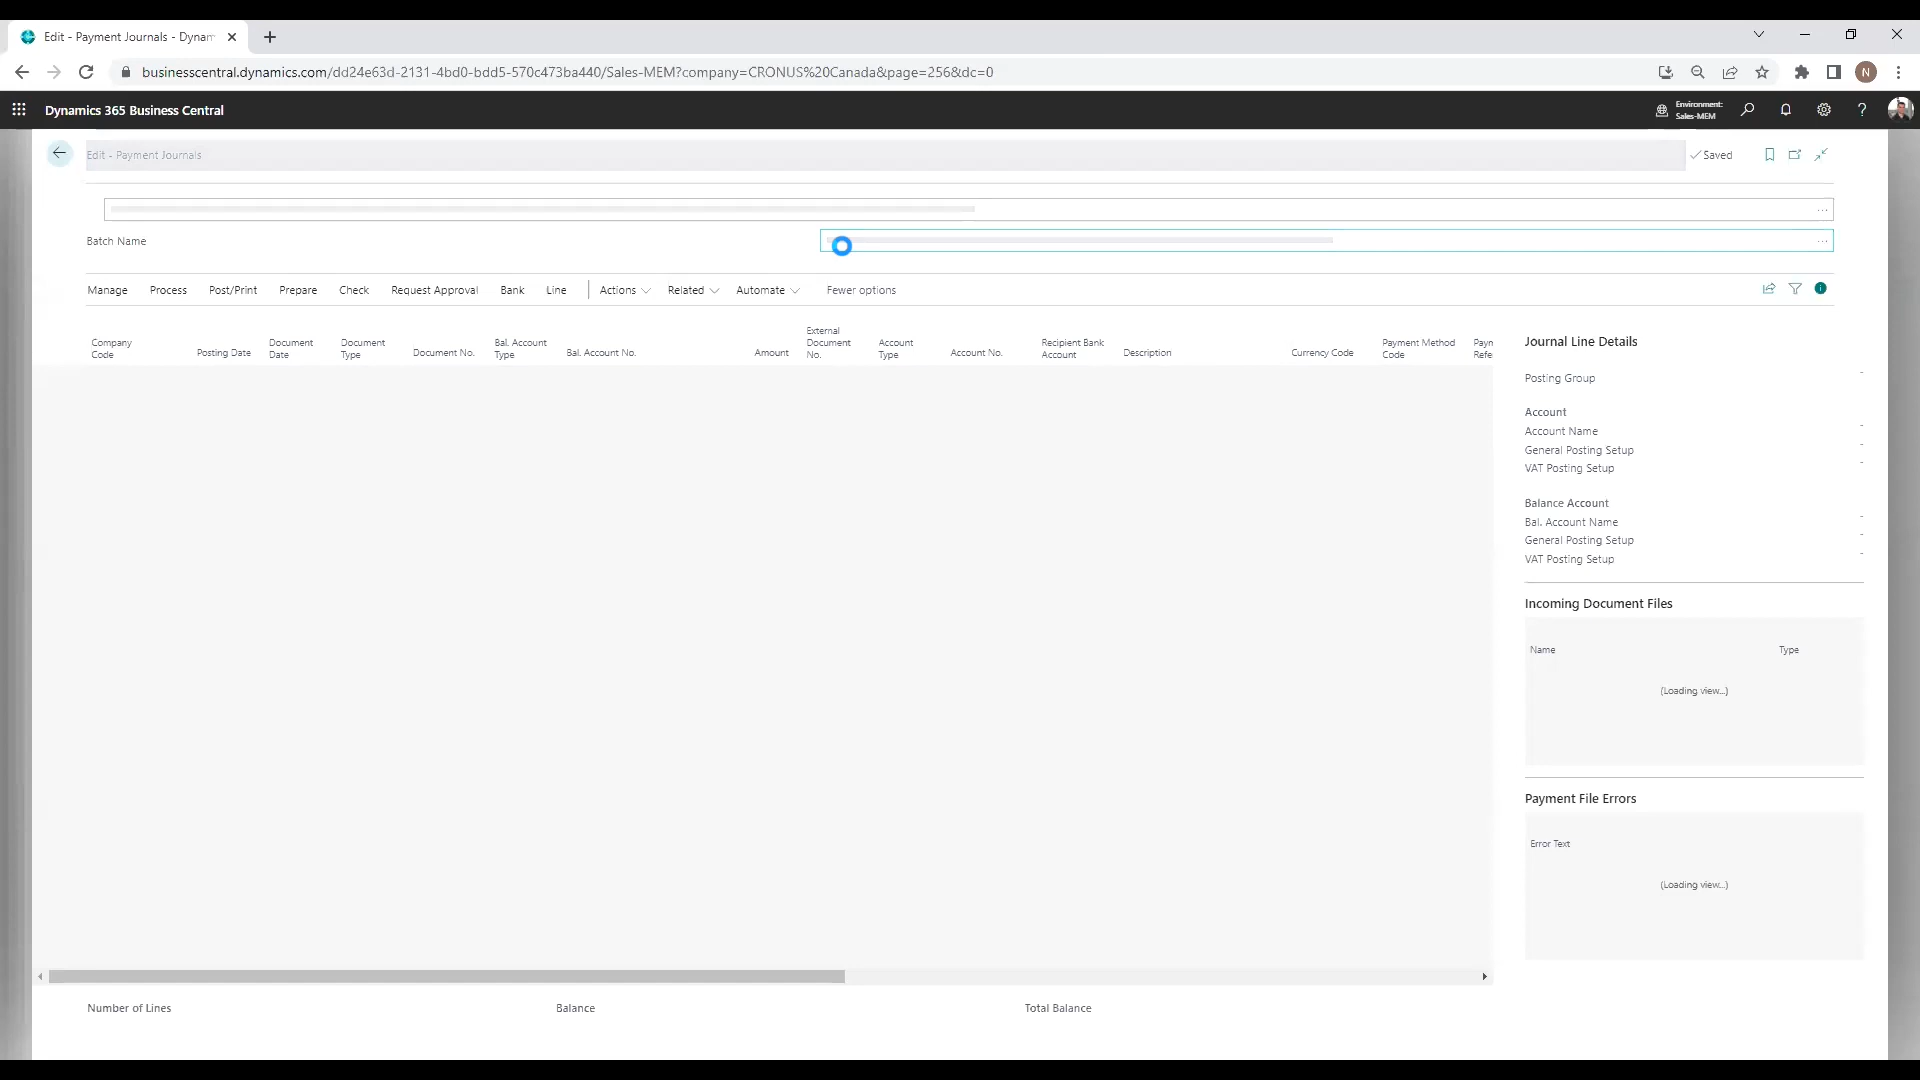 Edit - Payment Journals - Dynam
businesscentral.dynamics.com/dd24e63d-2131-4bd0-bdd5-570c473ba440/Sales-MEM?company=CRONUS%20Canada&page=256&dc=0
N
Dynamics 365 Business Central
Environment:
Sales-MEM
Edit - Payment Journals
Saved
Batch Name
Manage Process Post/Print Prepare Check Request Approval Bank Line Actions Related Automate Fewer options
Company Code
Posting Date
Document Date
Document Type
Document No.
Bal. Account Type
Bal. Account No.
Amount
External Document No.
Account Type
Account No.
Recipient Bank Account
Description
Currency Code
Payment Method Code
Payn Refe
Journal Line Details
Posting Group -
Account
Account Name -
General Posting Setup -
VAT Posting Setup -
Balance Account
Bal. Account Name -
General Posting Setup -
VAT Posting Setup -
Incoming Document Files
Name Type
(Loading view...)
Payment File Errors
Error Text
(Loading view...)
Number of Lines Balance Total Balance